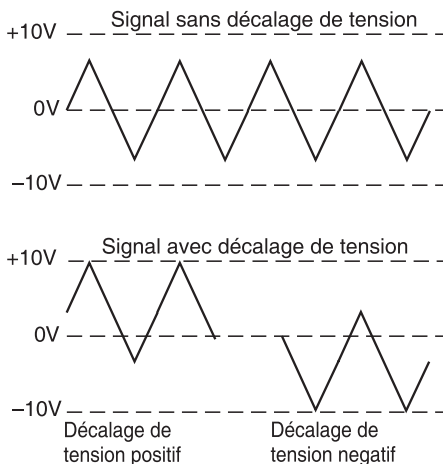 Signal sans décalage de tension
+10V
0V
–10V
Signal avec décalage de tension
+10V
0V
–10V
Décalage de
tension positif
Décalage de
tension negatif